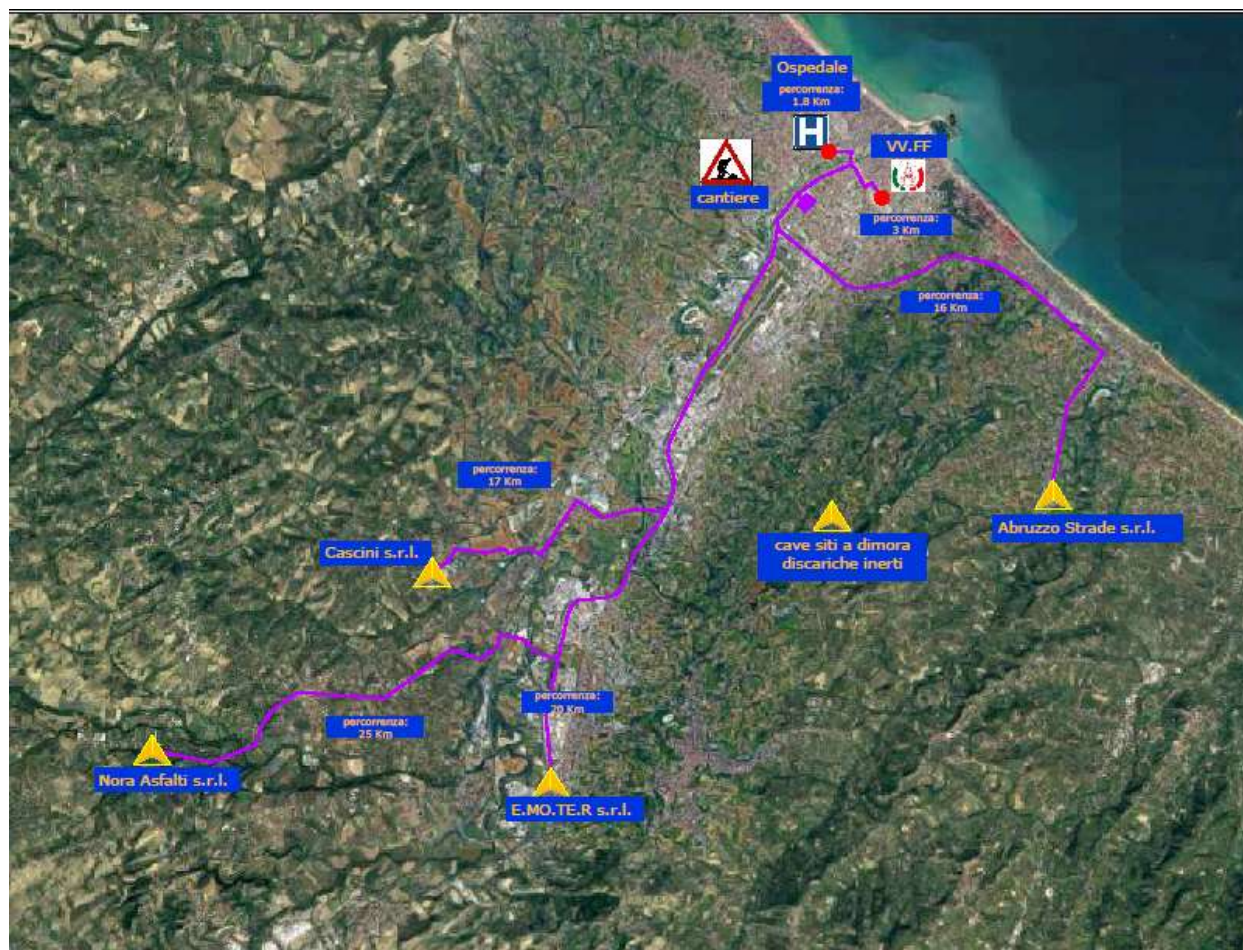 Ospedale
percorrenza:
1.8 Km
H
VV.FF
cantiere
percorrenza:
3 Km
percorrenza:
16 Km
percorrenza:
17 Km
Cascini s.r.l.
cave siti a dimora
discariche inerti
Abruzzo Strade s.r.l.
percorrenza:
20 Km
percorrenza:
25 Km
Nora Asfalti s.r.l.
E.MO.TE.R s.r.l.